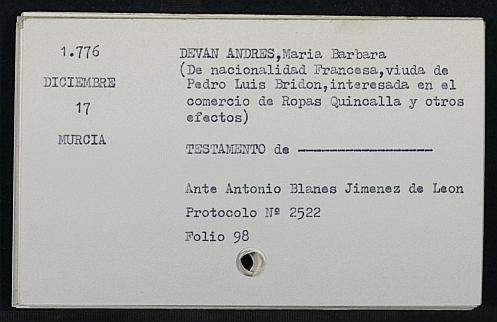 1.776
DICIEMBRE
17
MURCIA
DEVAN ANDRES,Maria Barbara
(De nacionalidad Francesa,viuda de
Pedro Luis Bridon,interesada en el
comercio de Ropas Quincalla y otros
efectos)
TESTAMENTO de ---------------------
Ante Antonio Blanes Jimenez de Leon
Protocolo Nº 2522
Folio 98